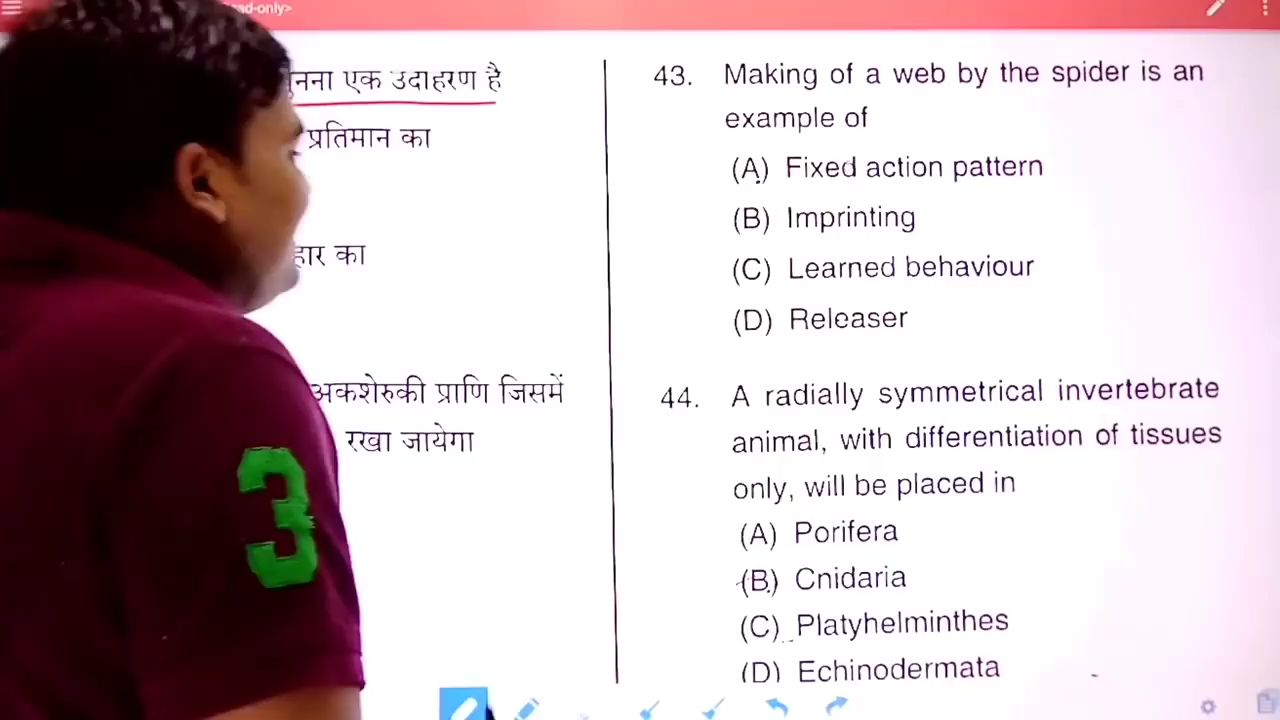 ad-only>
एक उदाहरण है
प्रतिमान का
का
अकशेरुकी प्राणि जिसमें
रखा जायेगा
43. Making of a web by the spider is an
example of
(A) Fixed action pattern
(B) Imprinting
(C) Learned behaviour
(D) Releaser
44. A radially symmetrical invertebrate
animal, with differentiation of tissues
only, will be placed in
(A) Porifera
(B) Cnidaria
(C) Platyhelminthes
(D) Echinodermata
3